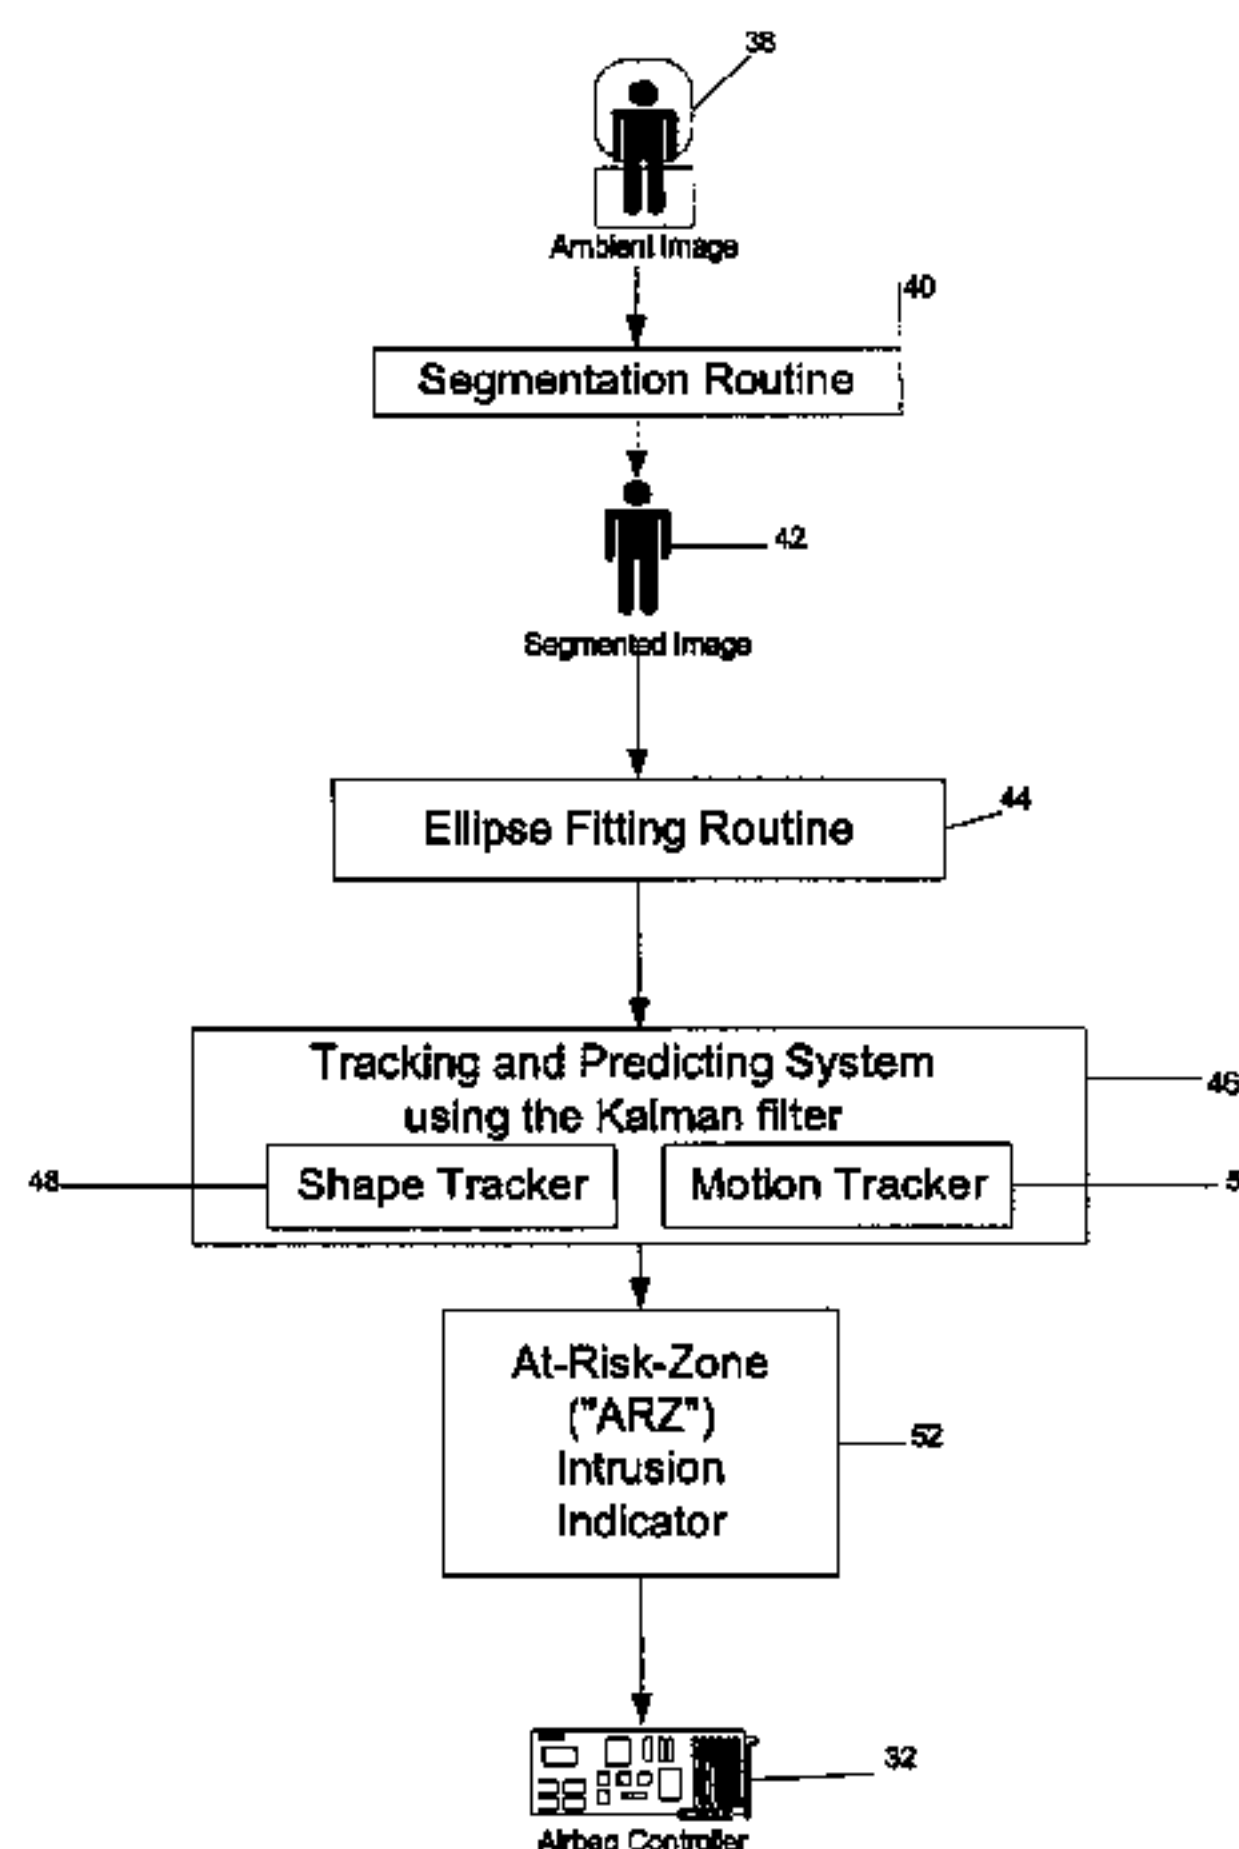 38
Ambient Image
40
Segmentation Routine
42
Segmented Image
Ellipse Fitting Routine
44
Tracking and Predicting System
using the Kalman filter
46
48
Shape Tracker
Motion Tracker
5
At-Risk-Zone
("ARZ")
Intrusion
Indicator
52
32
Airbag Controller